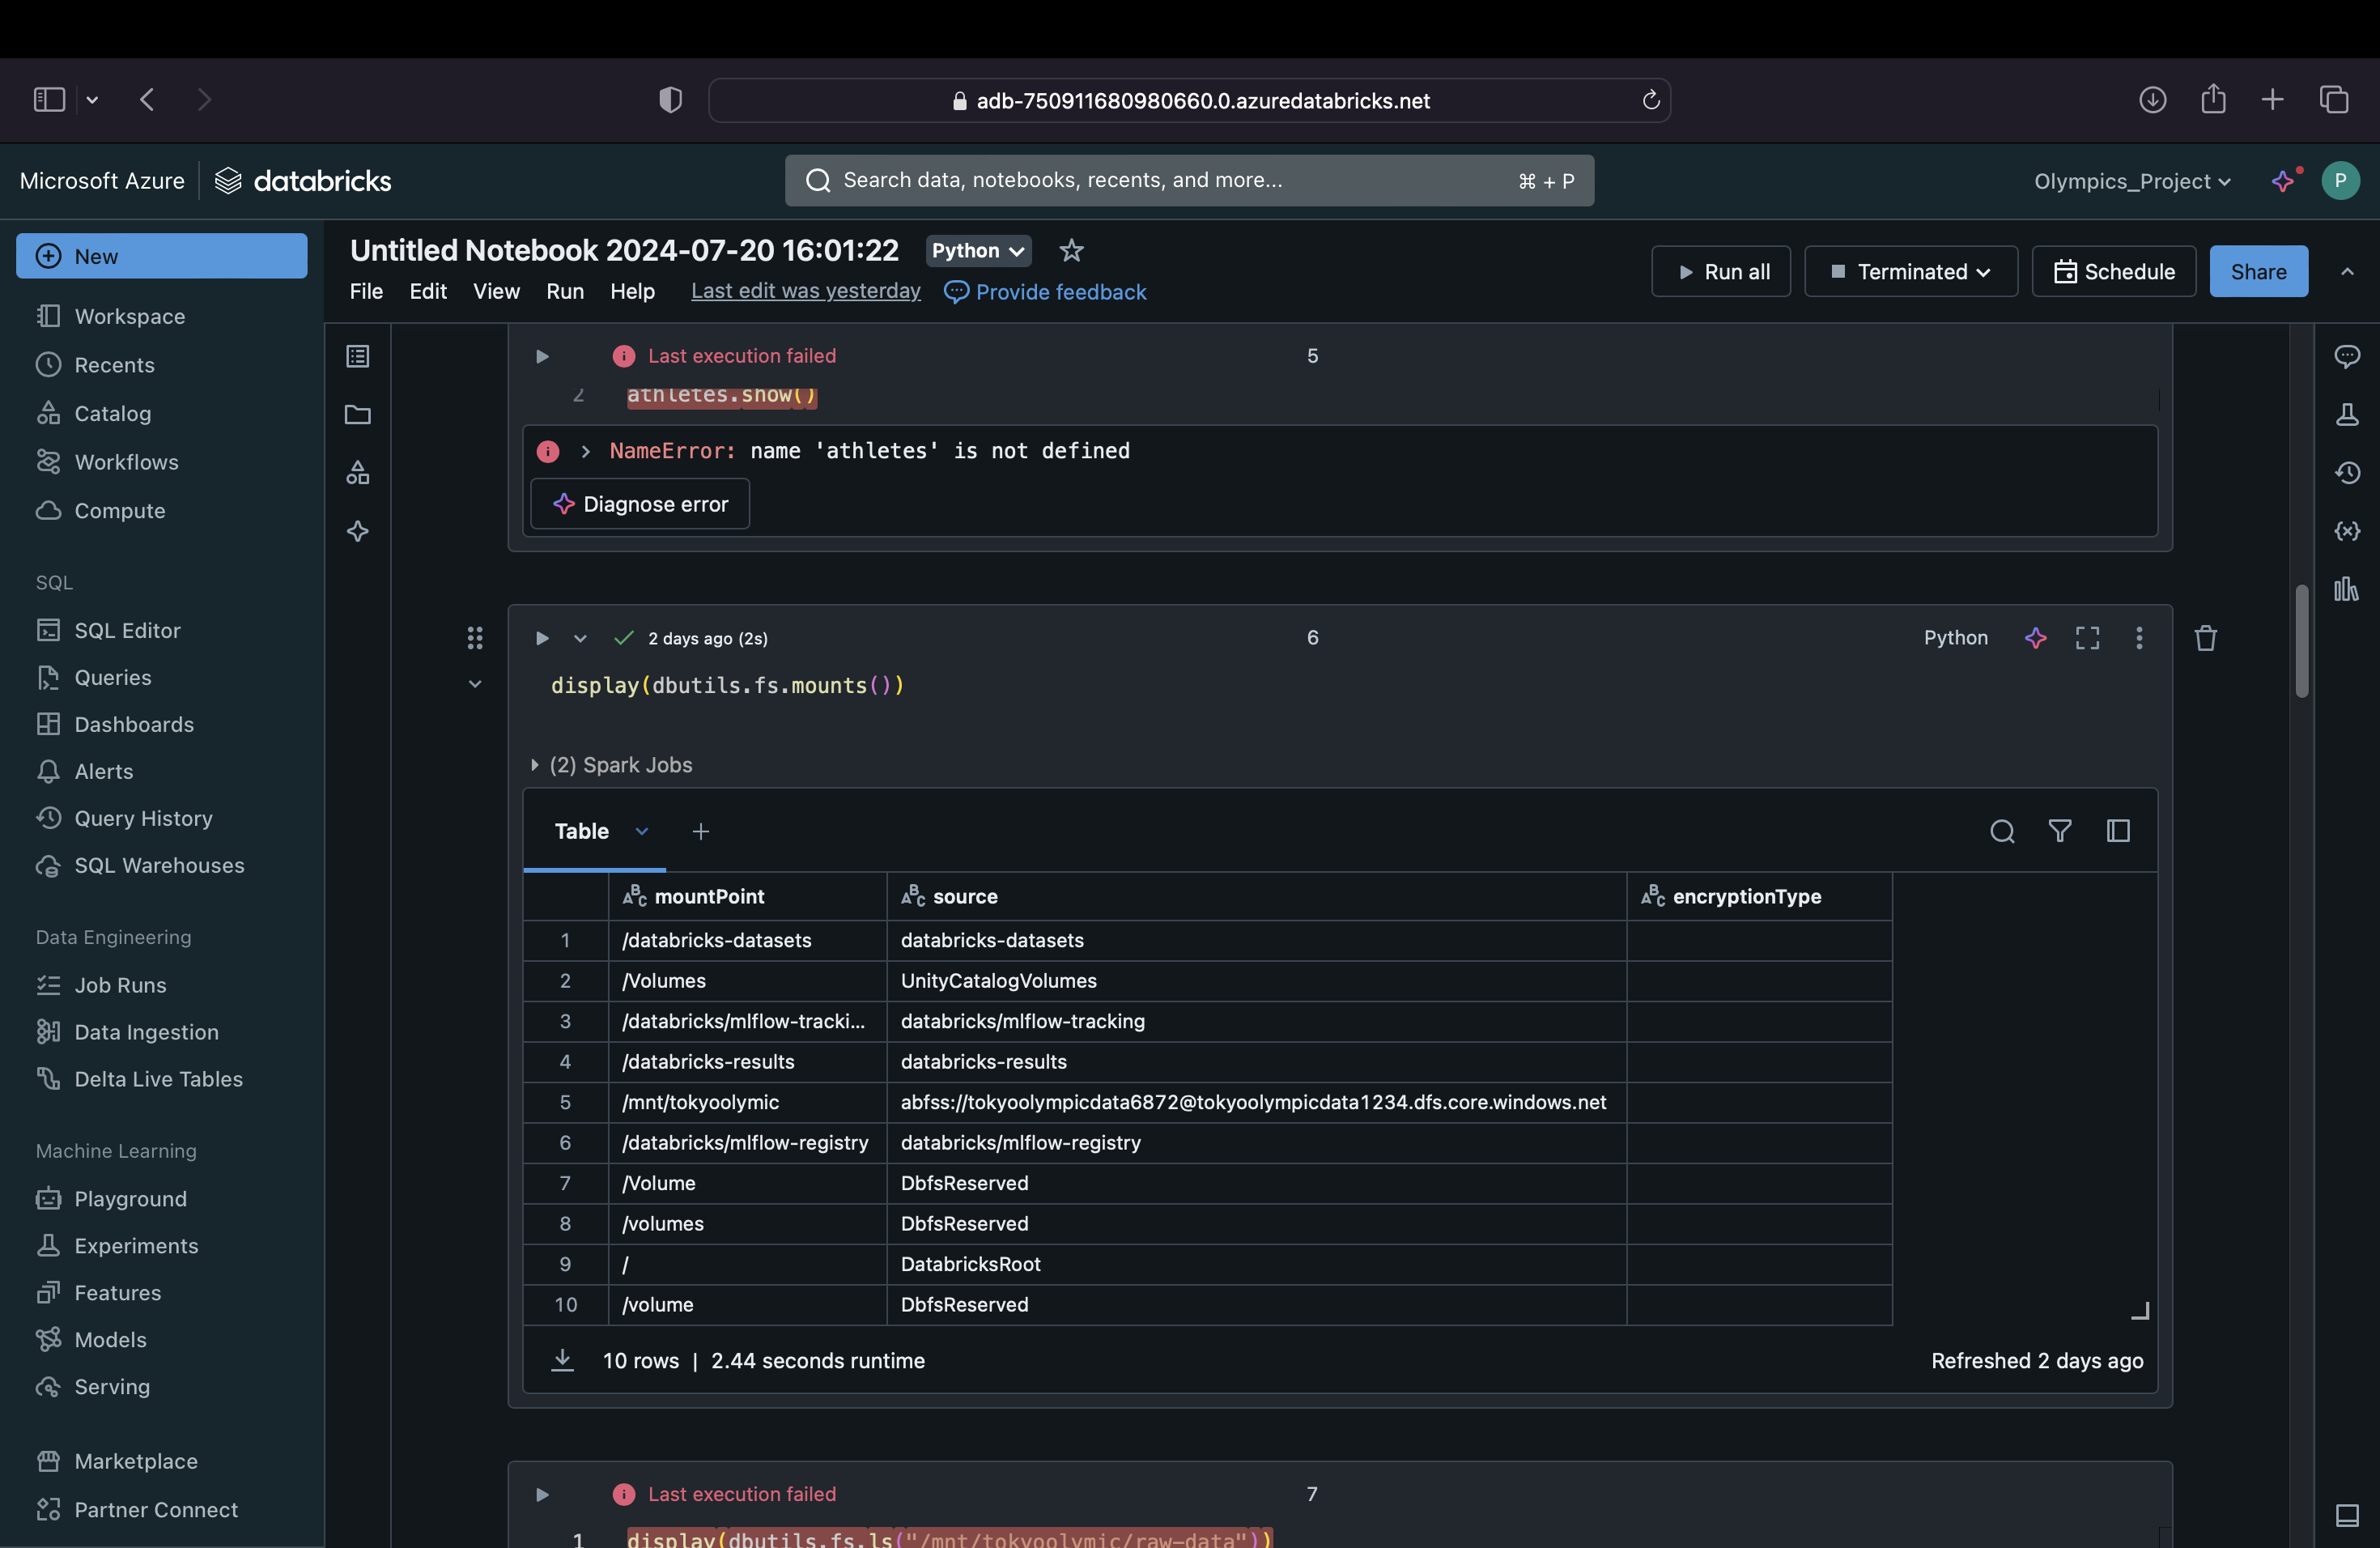 adb-750911680980660.0.azuredatabricks.net
Microsoft Azure databricks
Search data, notebooks, recents, and more... ⌘ + P
Olympics_Project P
New
Workspace
Recents
Catalog
Workflows
Compute
SQL
SQL Editor
Queries
Dashboards
Alerts
Query History
SQL Warehouses
Data Engineering
Job Runs
Data Ingestion
Delta Live Tables
Machine Learning
Playground
Experiments
Features
Models
Serving
Marketplace
Partner Connect
Untitled Notebook 2024-07-20 16:01:22 Python
File Edit View Run Help Last edit was yesterday Provide feedback
Run all Terminated Schedule Share
Last execution failed 5
2 athletes.show()
NameError: name 'athletes' is not defined
Diagnose error
2 days ago (2s) 6 Python
display(dbutils.fs.mounts())
(2) Spark Jobs
Table +
mountPoint source encryptionType
1 /databricks-datasets databricks-datasets
2 /Volumes UnityCatalogVolumes
3 /databricks/mlflow-tracki... databricks/mlflow-tracking
4 /databricks-results databricks-results
5 /mnt/tokyoolymic abfss://tokyoolympicdata6872@tokyoolympicdata1234.dfs.core.windows.net
6 /databricks/mlflow-registry databricks/mlflow-registry
7 /Volume DbfsReserved
8 /volumes DbfsReserved
9 / DatabricksRoot
10 /volume DbfsReserved
10 rows | 2.44 seconds runtime Refreshed 2 days ago
Last execution failed 7
1 display(dbutils.fs.ls("/mnt/tokyoolymic/raw-data"))